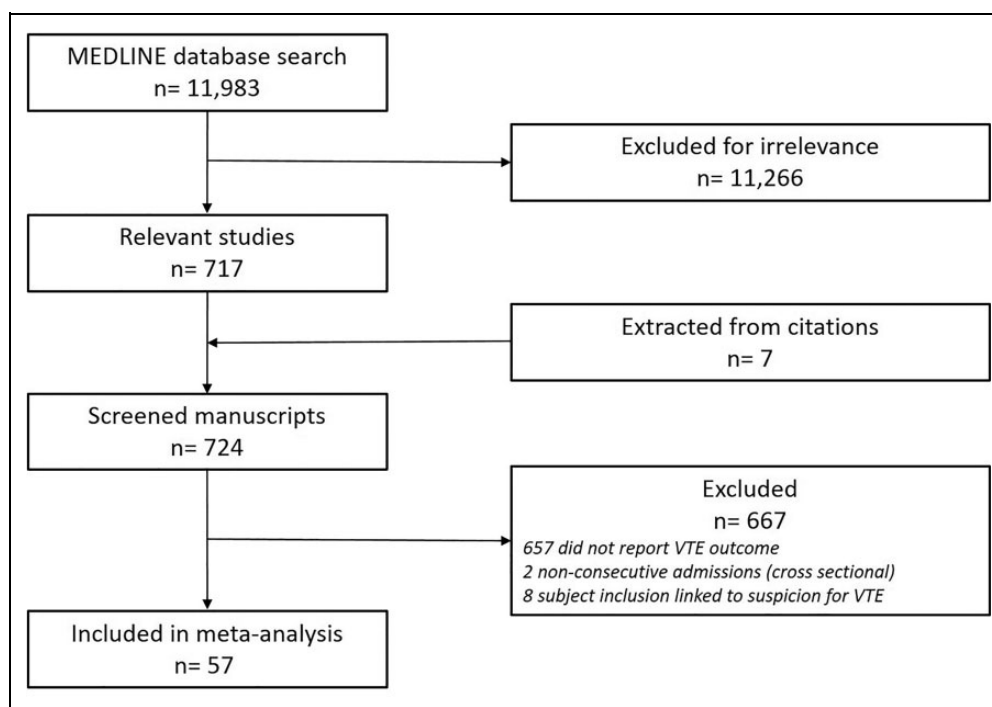 MEDLINE database search
n= 11,983
Excluded for irrelevance
n= 11,266
Relevant studies
n= 717
Extracted from citations
n= 7
Screened manuscripts
n= 724
Excluded
n= 667
657 did not report VTE outcome
2 non-consecutive admissions (cross sectional)
8 subject inclusion linked to suspicion for VTE
Included in meta-analysis
n= 57